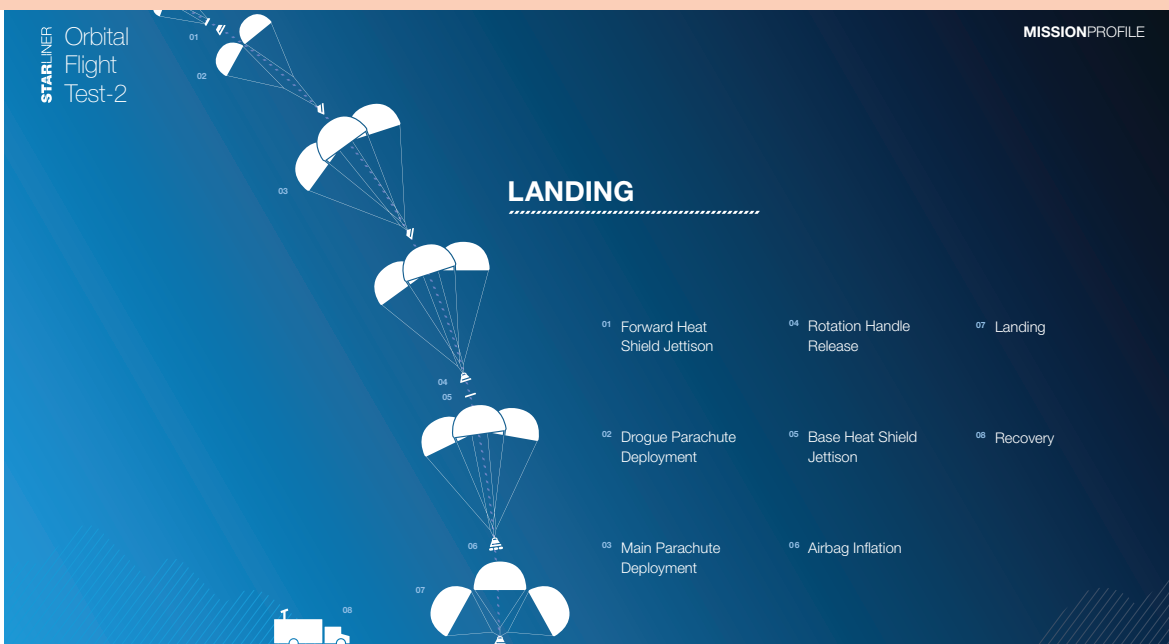 STARLINER
Orbital
Flight
Test-2
MISSIONPROFILE
01
02
03
04
05
06
07
08
LANDING
01 Forward Heat
Shield Jettison
02 Drogue Parachute
Deployment
03 Main Parachute
Deployment
04 Rotation Handle
Release
05 Base Heat Shield
Jettison
06 Airbag Inflation
07 Landing
08 Recovery